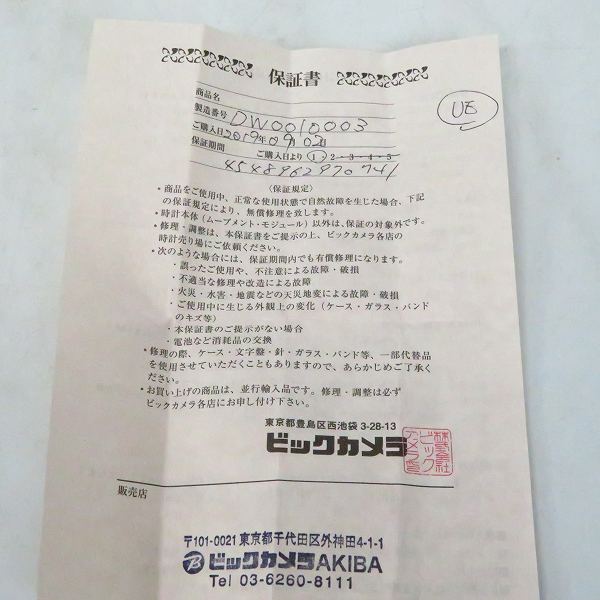 保証書
UE
商品名
製造番号 DW0010003
ご購入日 2019年09月02日
保証期間 ご購入日より 1・2・3・4・5
4548962970741
〈保証規定〉
・商品をご使用中、正常な使用状態で自然故障を生じた場合、下記
の保証規定により、無償修理を致します。
・時計本体（ムーブメント・モジュール）以外は、保証の対象外です。
・修理・調整は、本保証書をご提示の上、ビックカメラ各店の
時計売り場にご依頼ください。
・次のような場合には、保証期間内でも有償修理になります。
・誤ったご使用や、不注意による故障・破損
・不適当な修理や改造による故障
・火災・水害・地震などの天災地変による故障・破損
・ご使用中に生じる外観上の変化（ケース・ガラス・バンド
のキズ等）
・本保証書のご提示がない場合
・電池など消耗品の交換
・修理の際、ケース・文字盤・針・ガラス・バンド等、一部代替品
を使用させていただくこともありますので、あらかじめご了承く
ださい。
・お買い上げの商品は、並行輸入品です。修理・調整は必ず
ビックカメラ各店にお申し付け下さい。
東京都豊島区西池袋3-28-13
ビックカメラ
株式会社ビックカメラ
販売店
〒101-0021 東京都千代田区外神田4-1-1
ビックカメラAKIBA
Tel 03-6260-8111